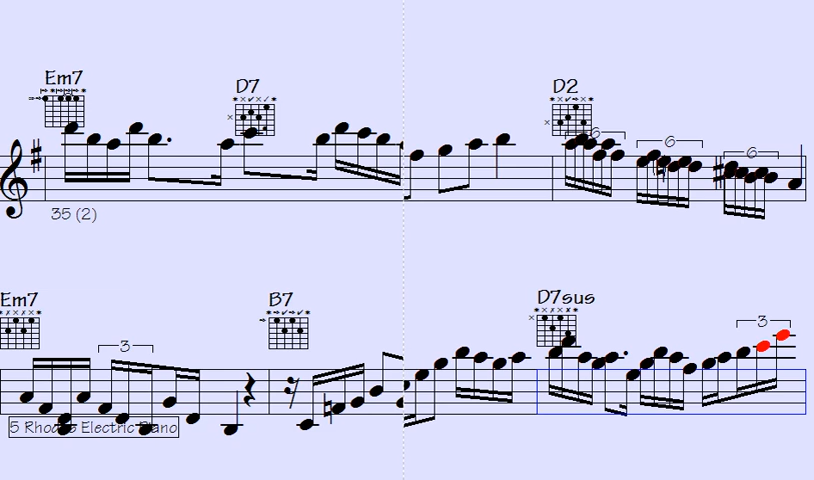 Em7 D7 D2
6 6 6
35 (2)
Em7 B7 D7sus
3 3
5 Rhodes Electric Piano